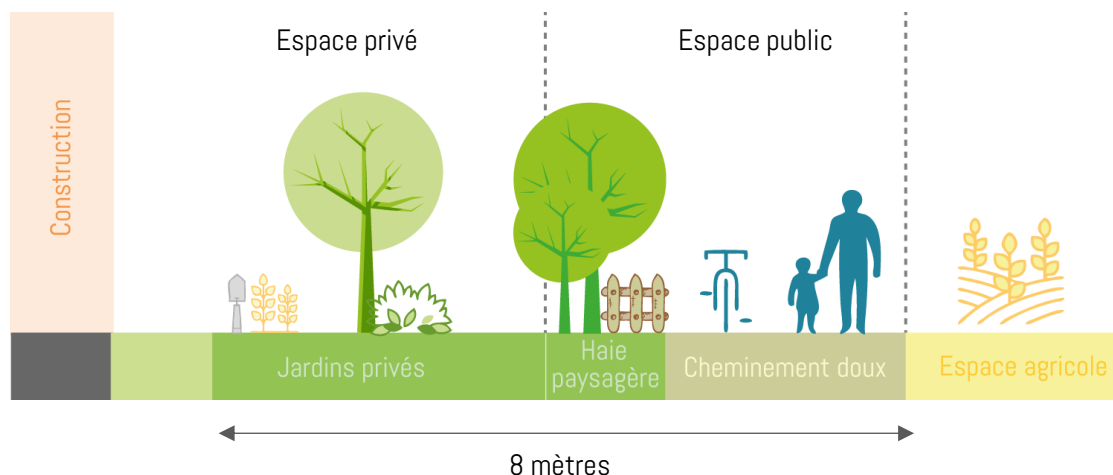 Espace privé
Espace public
Construction
Jardins privés
Haie
paysagère
Cheminement doux
Espace agricole
8 mètres